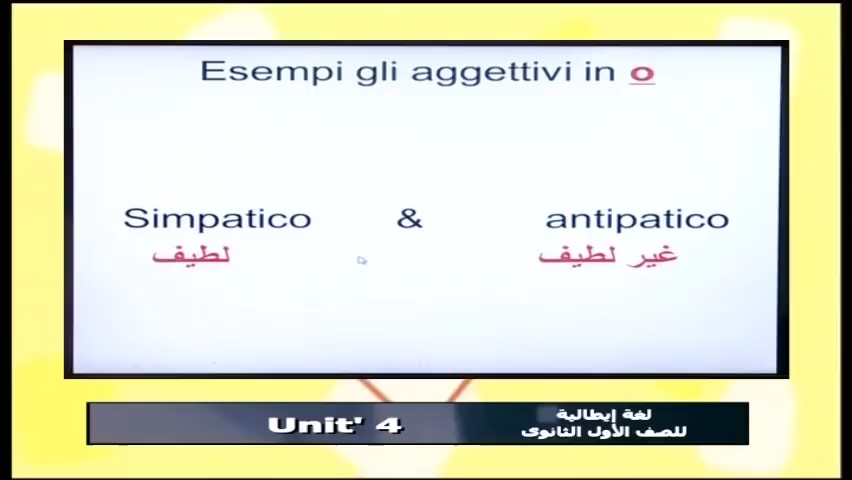 Esempi gli aggettivi in o
Simpatico & antipatico
لطيف غير لطيف
Unit' 4
لغة إيطالية
للصف الأول الثانوى